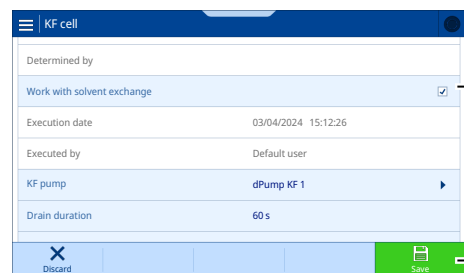 KF cell
Determined by
Work with solvent exchange
Execution date 03/04/2024 15:12:26
Executed by Default user
KF pump dPump KF 1
Drain duration 60 s
Discard Save